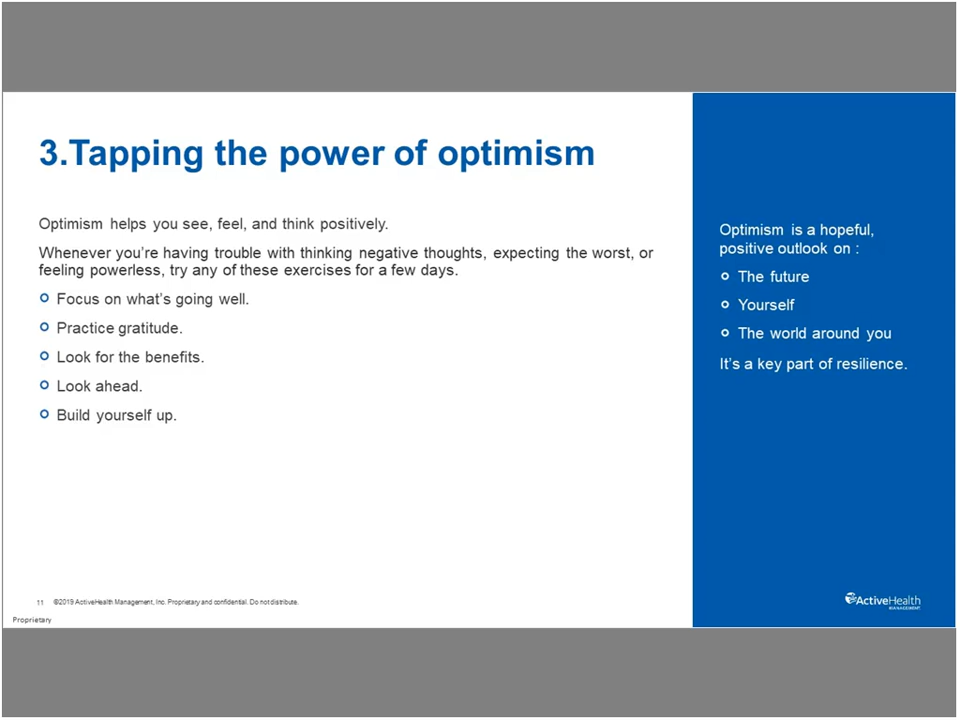 3.Tapping the power of optimism
Optimism helps you see, feel, and think positively.
Whenever you’re having trouble with thinking negative thoughts, expecting the worst, or
feeling powerless, try any of these exercises for a few days.
Focus on what’s going well.
Practice gratitude.
Look for the benefits.
Look ahead.
Build yourself up.
Optimism is a hopeful,
positive outlook on :
The future
Yourself
The world around you
It’s a key part of resilience.
11 ©2019 ActiveHealth Management, Inc. Proprietary and confidential. Do not distribute.
Proprietary
ActiveHealth
MANAGEMENT